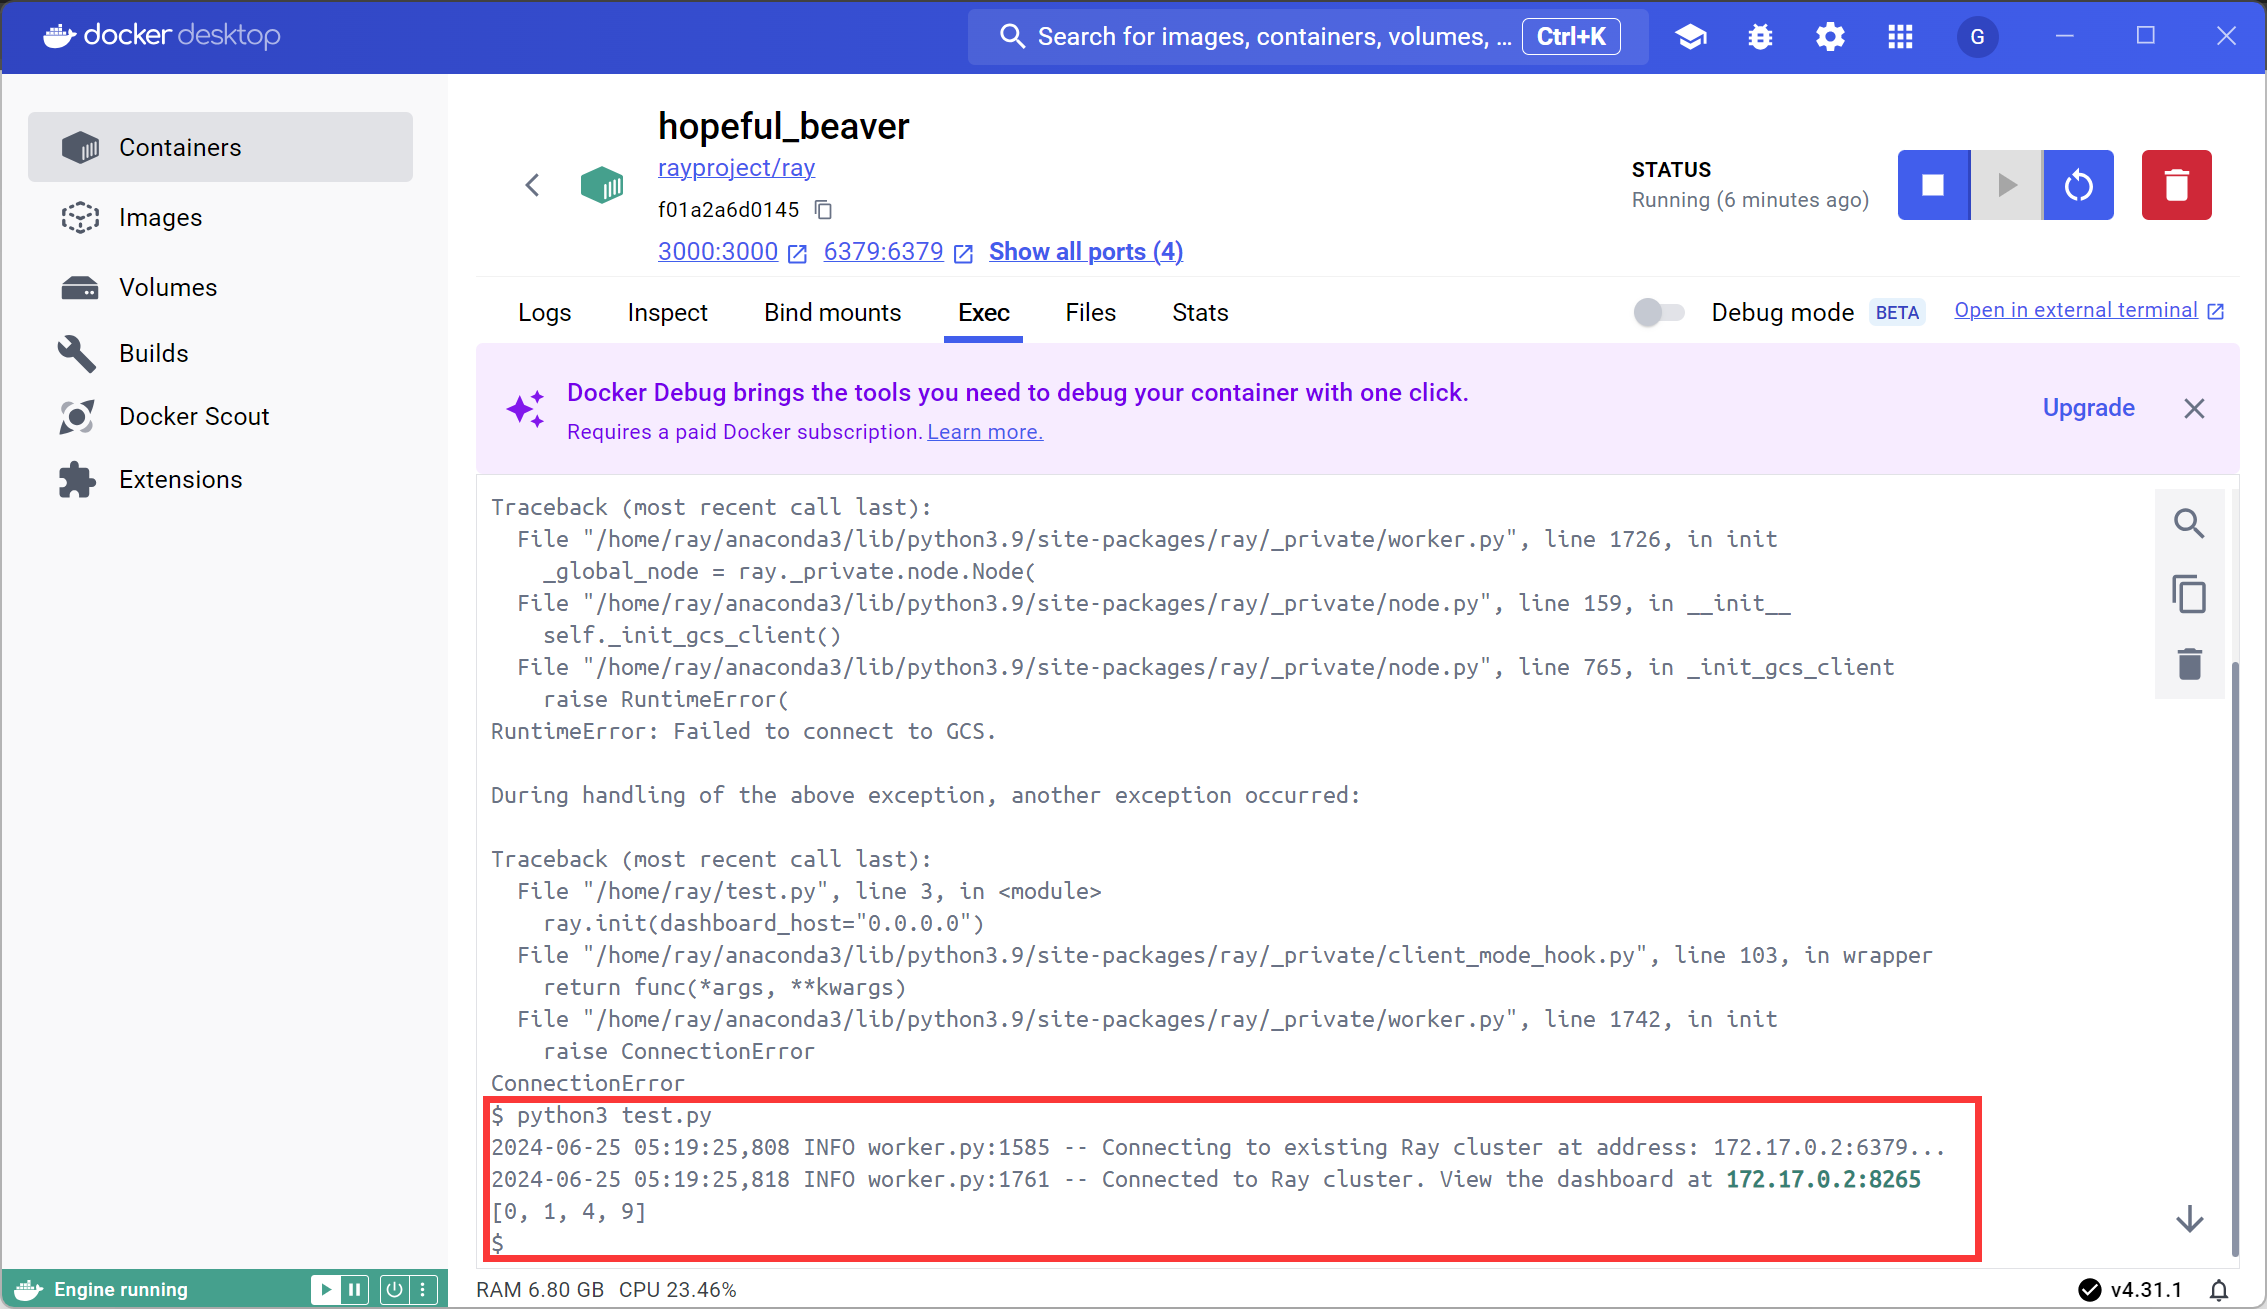 docker desktop
Search for images, containers, volumes, ... Ctrl+K
G
Containers
Images
Volumes
Builds
Docker Scout
Extensions
hopeful_beaver
rayproject/ray
f01a2a6d0145
3000:3000 6379:6379 Show all ports (4)
STATUS
Running (6 minutes ago)
Logs Inspect Bind mounts Exec Files Stats
Debug mode BETA Open in external terminal
Docker Debug brings the tools you need to debug your container with one click.
Requires a paid Docker subscription. Learn more.
Upgrade
Traceback (most recent call last):
  File "/home/ray/anaconda3/lib/python3.9/site-packages/ray/_private/worker.py", line 1726, in init
    _global_node = ray._private.node.Node(
  File "/home/ray/anaconda3/lib/python3.9/site-packages/ray/_private/node.py", line 159, in __init__
    self._init_gcs_client()
  File "/home/ray/anaconda3/lib/python3.9/site-packages/ray/_private/node.py", line 765, in _init_gcs_client
    raise RuntimeError(
RuntimeError: Failed to connect to GCS.
During handling of the above exception, another exception occurred:
Traceback (most recent call last):
  File "/home/ray/test.py", line 3, in <module>
    ray.init(dashboard_host="0.0.0.0")
  File "/home/ray/anaconda3/lib/python3.9/site-packages/ray/_private/client_mode_hook.py", line 103, in wrapper
    return func(*args, **kwargs)
  File "/home/ray/anaconda3/lib/python3.9/site-packages/ray/_private/worker.py", line 1742, in init
    raise ConnectionError
ConnectionError
$ python3 test.py
2024-06-25 05:19:25,808 INFO worker.py:1585 -- Connecting to existing Ray cluster at address: 172.17.0.2:6379...
2024-06-25 05:19:25,818 INFO worker.py:1761 -- Connected to Ray cluster. View the dashboard at 172.17.0.2:8265
[0, 1, 4, 9]
$
Engine running
RAM 6.80 GB CPU 23.46%
v4.31.1